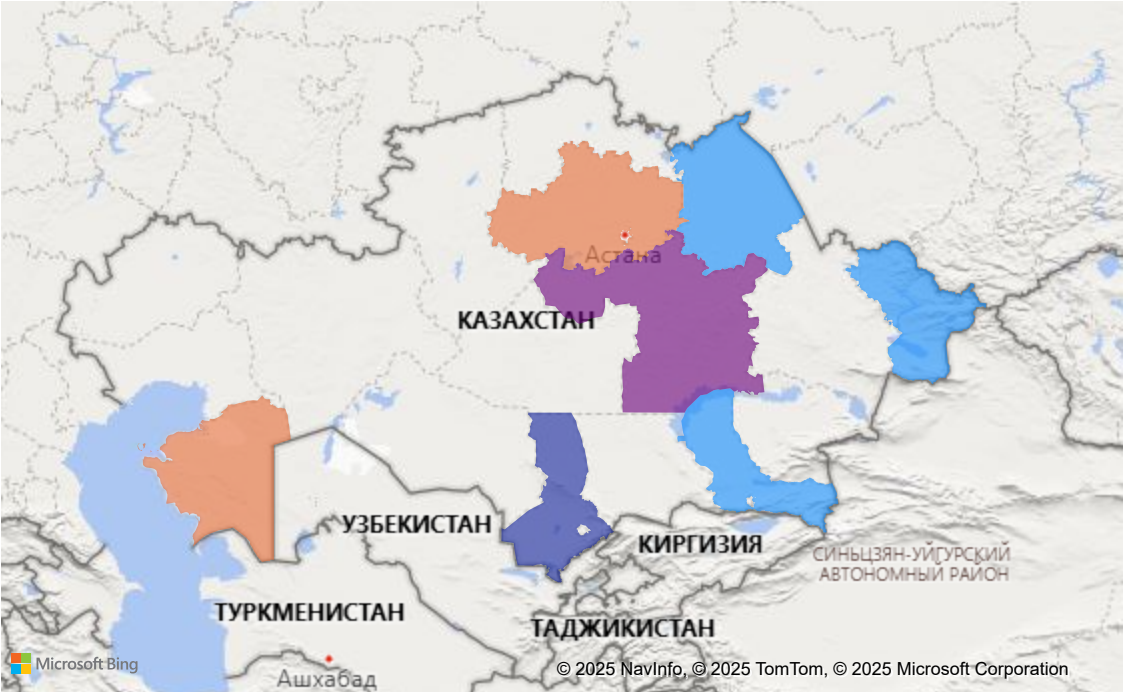 Астана
КАЗАХСТАН
УЗБЕКИСТАН
КИРГИЗИЯ
СИНЬЦЗЯН-УЙГУРСКИЙ
АВТОНОМНЫЙ РАЙОН
ТУРКМЕНИСТАН
ТАДЖИКИСТАН
Microsoft Bing
Ашхабад
© 2025 NavInfo, © 2025 TomTom, © 2025 Microsoft Corporation